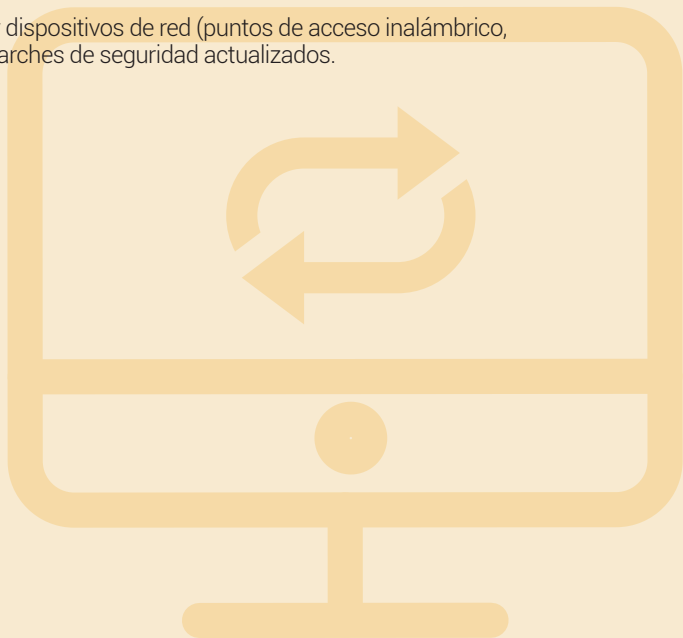 dispositivos de red (puntos de acceso inalámbrico,
arches de seguridad actualizados.